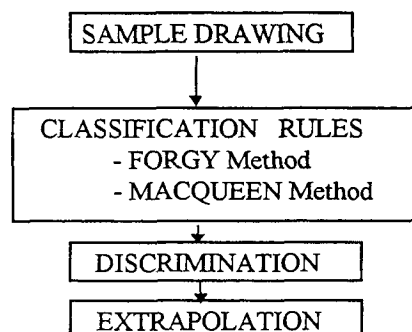 SAMPLE DRAWING
CLASSIFICATION RULES
- FORGY Method
- MACQUEEN Method
DISCRIMINATION
EXTRAPOLATION